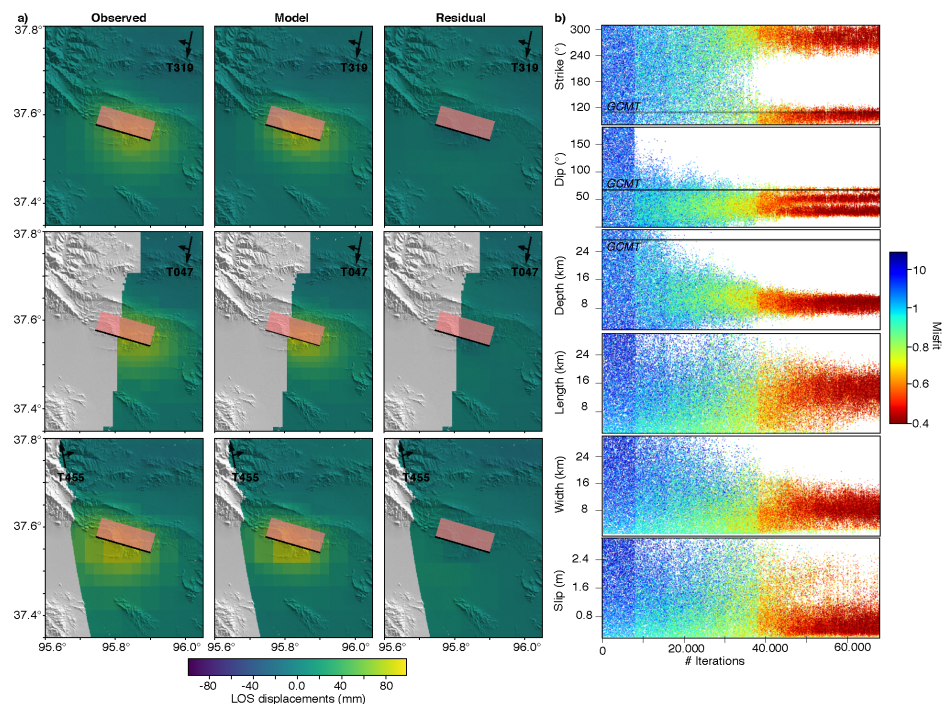 a) Observed Model Residual b)
37.8°
37.6°
37.4°
T319 T319 T319
37.8°
37.6°
37.4°
T047 T047 T047
37.8°
37.6°
37.4°
T455 T455 T455
95.6° 95.8° 96.0° 95.6° 95.8° 96.0° 95.6° 95.8° 96.0°
-80 -40 0.0 40 80
LOS displacements (mm)
Strike (°)
300
240
180
120
GCMT
Dip (°)
150
100
50
GCMT
Depth (km)
24
16
8
GCMT
Length (km)
24
16
8
Width (km)
24
16
8
Slip (m)
2.4
1.6
0.8
0 20.000 40.000 60.000
# Iterations
10
1
0.8
0.6
0.4
Misfit